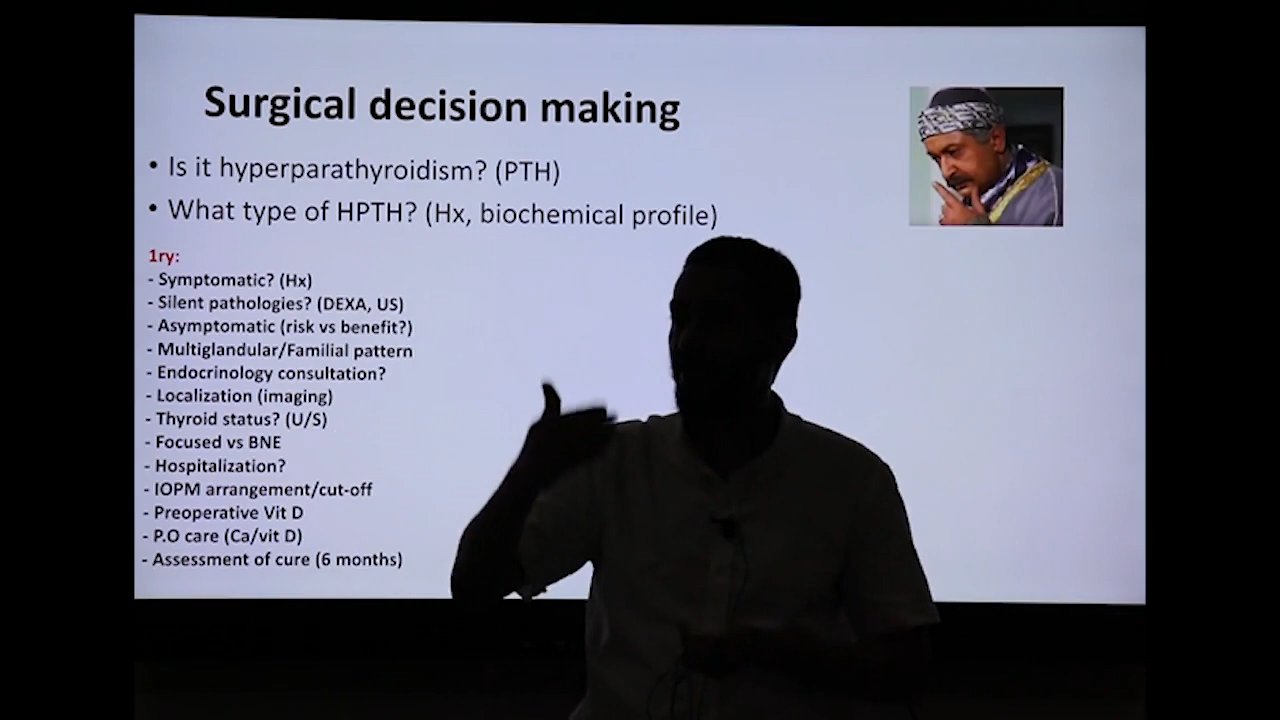 Surgical decision making
• Is it hyperparathyroidism? (PTH)
• What type of HPTH? (Hx, biochemical profile)
1ry:
- Symptomatic? (Hx)
- Silent pathologies? (DEXA, US)
- Asymptomatic (risk vs benefit?)
- Multiglandular/Familial pattern
- Endocrinology consultation?
- Localization (imaging)
- Thyroid status? (U/S)
- Focused vs BNE
- Hospitalization?
- IOPM arrangement/cut-off
- Preoperative Vit D
- P.O care (Ca/vit D)
- Assessment of cure (6 months)